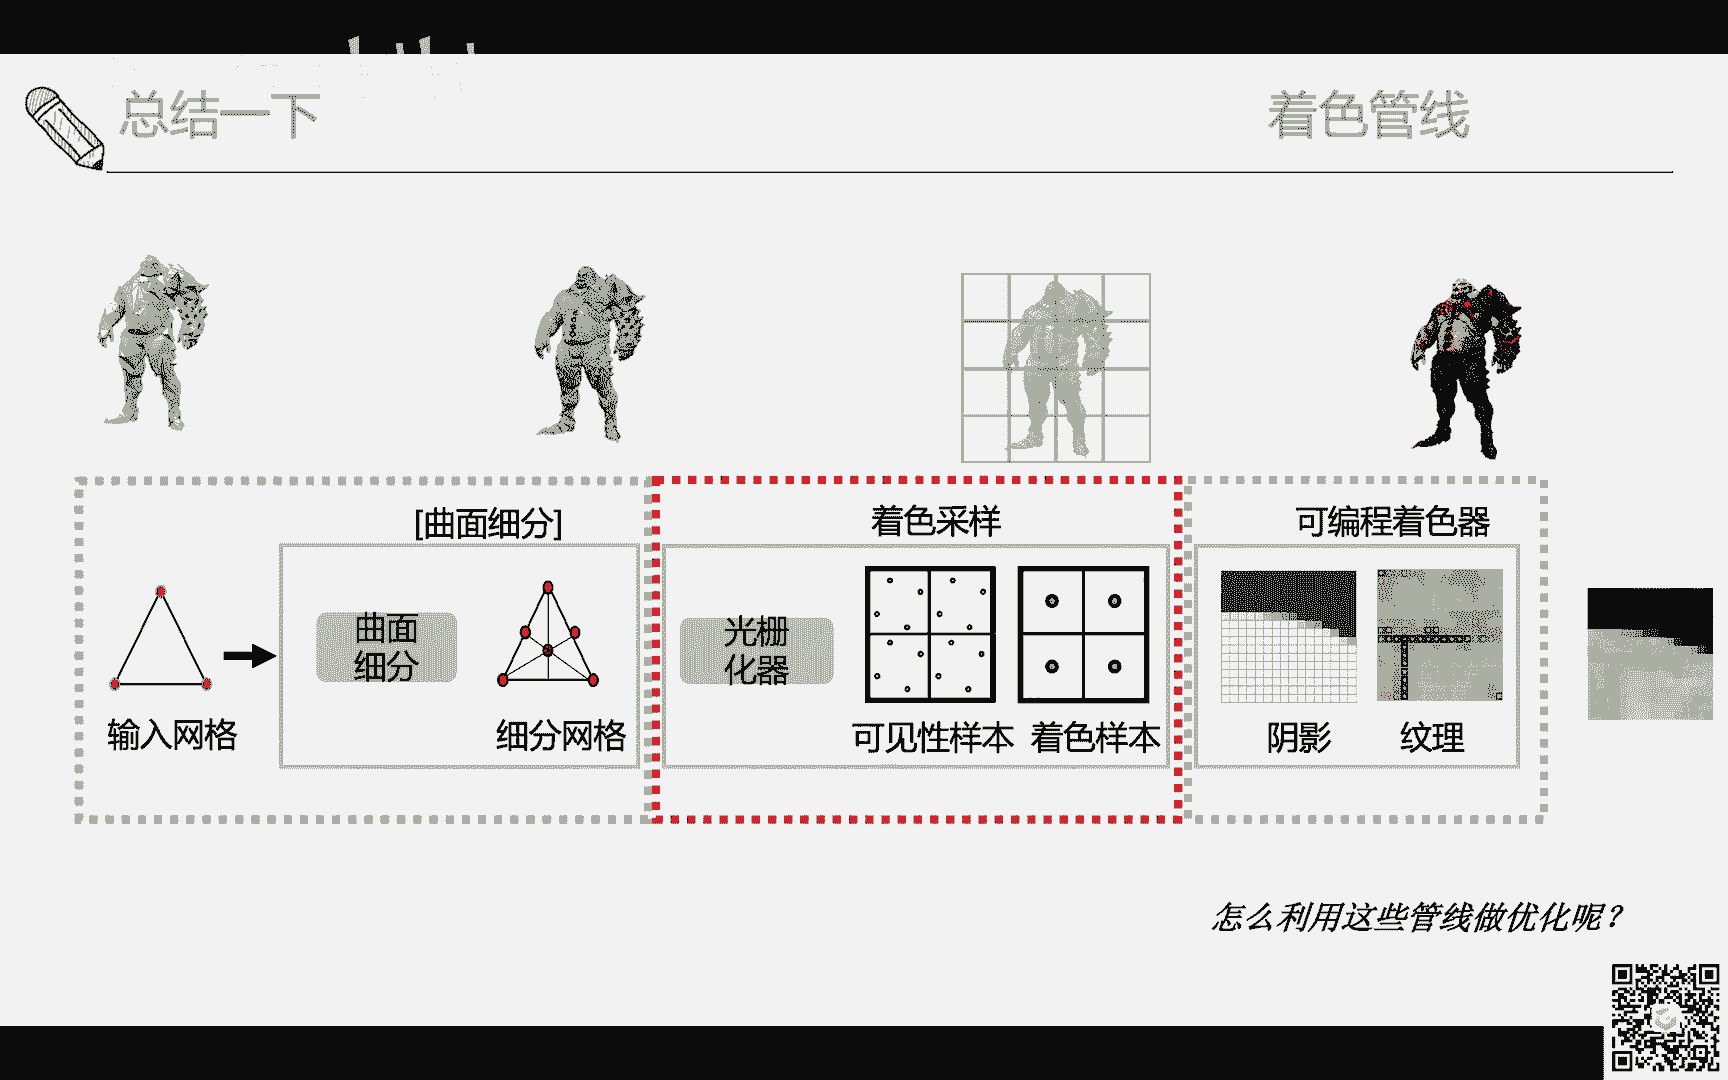 总结一下
着色管线
[曲面细分]
着色采样
可编程着色器
曲面
细分
光栅
化器
输入网格
细分网格
可见性样本
着色样本
阴影
纹理
怎么利用这些管线做优化呢?